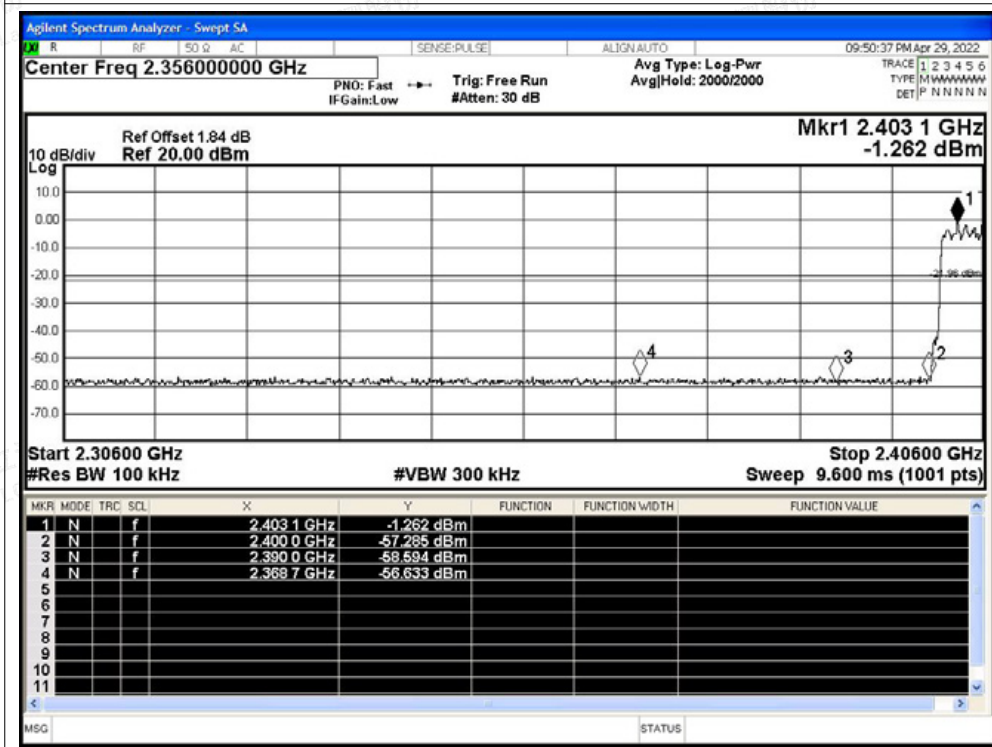 Agilent Spectrum Analyzer - Swept SA
LXI R RF 50 Ω AC SENSE:PULSE ALIGN AUTO 09:50:37 PM Apr 29, 2022
Center Freq 2.356000000 GHz
PNO: Fast
IFGain:Low
Trig: Free Run
#Atten: 30 dB
Avg Type: Log-Pwr
Avg|Hold: 2000/2000
TRACE 1 2 3 4 5 6
TYPE M WWWWW
DET P N N N N N
Mkr1 2.403 1 GHz
-1.262 dBm
Ref Offset 1.84 dB
10 dB/div Ref 20.00 dBm
Log
10.0
0.00
-10.0
-20.0
-30.0
-40.0
-50.0
-60.0
-70.0
1
-21.98 dBm
4
3
2
Start 2.30600 GHz Stop 2.40600 GHz
#Res BW 100 kHz #VBW 300 kHz Sweep 9.600 ms (1001 pts)
MKR MODE TRC SCL X Y FUNCTION FUNCTION WIDTH FUNCTION VALUE
1 N f 2.403 1 GHz -1.262 dBm
2 N f 2.400 0 GHz -57.285 dBm
3 N f 2.390 0 GHz -58.594 dBm
4 N f 2.368 7 GHz -56.633 dBm
5
6
7
8
9
10
11
MSG STATUS